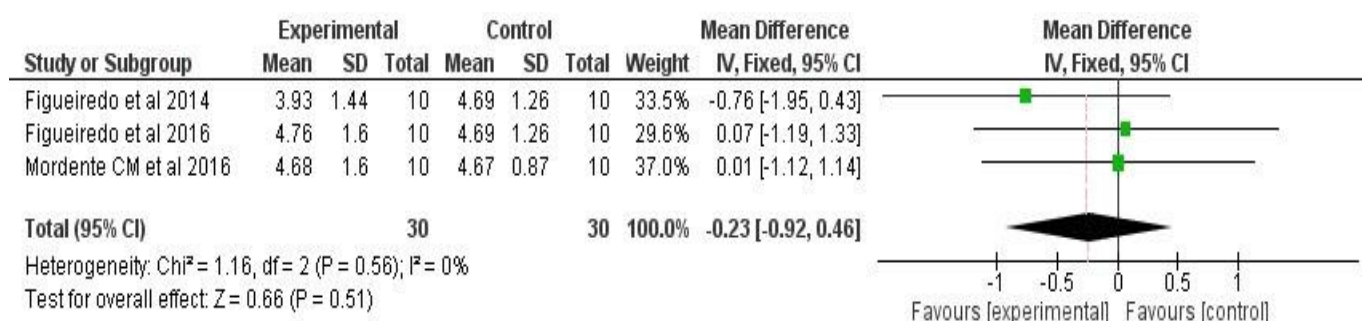 Experimental Control Mean Difference Mean Difference
Study or Subgroup Mean SD Total Mean SD Total Weight IV, Fixed, 95% CI IV, Fixed, 95% CI
Figueiredo et al 2014 3.93 1.44 10 4.69 1.26 10 33.5% -0.76 [-1.95, 0.43]
Figueiredo et al 2016 4.76 1.6 10 4.69 1.26 10 29.6% 0.07 [-1.19, 1.33]
Mordente CM et al 2016 4.68 1.6 10 4.67 0.87 10 37.0% 0.01 [-1.12, 1.14]
Total (95% CI) 30 30 100.0% -0.23 [-0.92, 0.46]
Heterogeneity: Chi² = 1.16, df = 2 (P = 0.56); I² = 0%
Test for overall effect: Z = 0.66 (P = 0.51)
-1 -0.5 0 0.5 1
Favours [experimental] Favours [control]